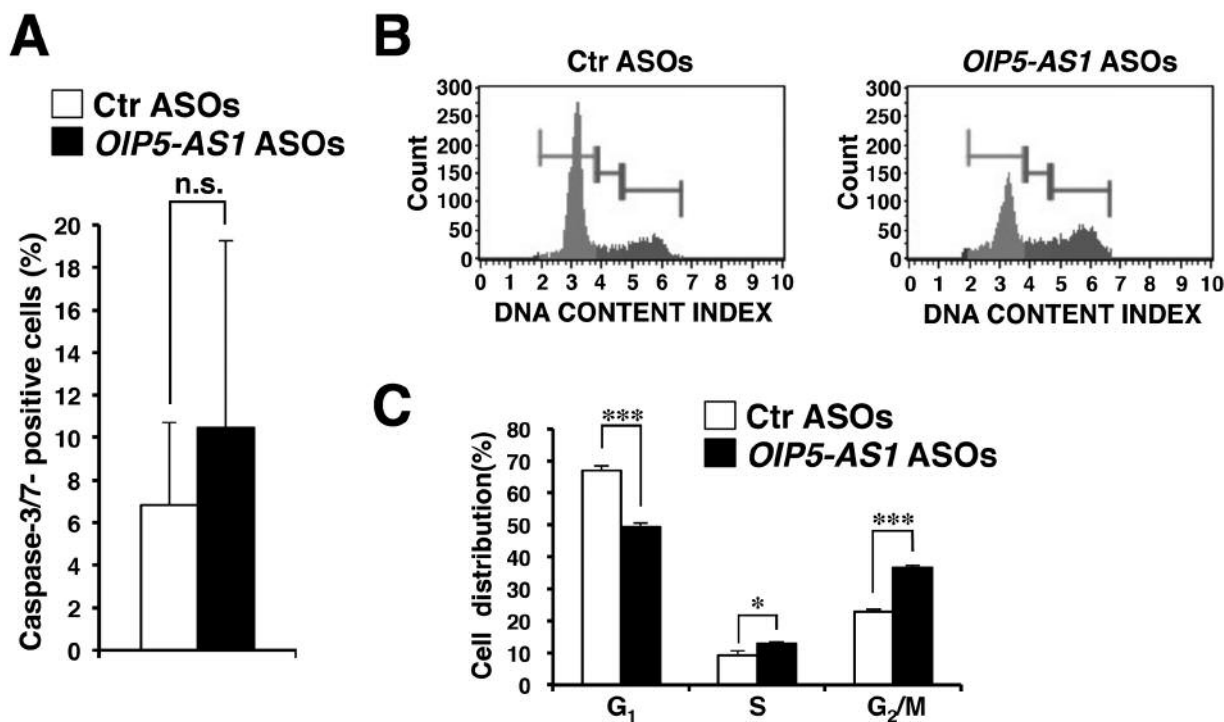 A
Ctr ASOs
OIP5-AS1 ASOs
n.s.
Caspase-3/7- positive cells (%)
20
18
16
14
12
10
8
6
4
2
0
B
Ctr ASOs
Count
300
250
200
150
100
50
0
0 1 2 3 4 5 6 7 8 9 10
DNA CONTENT INDEX
OIP5-AS1 ASOs
Count
300
250
200
150
100
50
0
0 1 2 3 4 5 6 7 8 9 10
DNA CONTENT INDEX
C
Ctr ASOs
OIP5-AS1 ASOs
Cell distribution(%)
80
70
60
50
40
30
20
10
0
***
*
***
G₁ S G₂/M